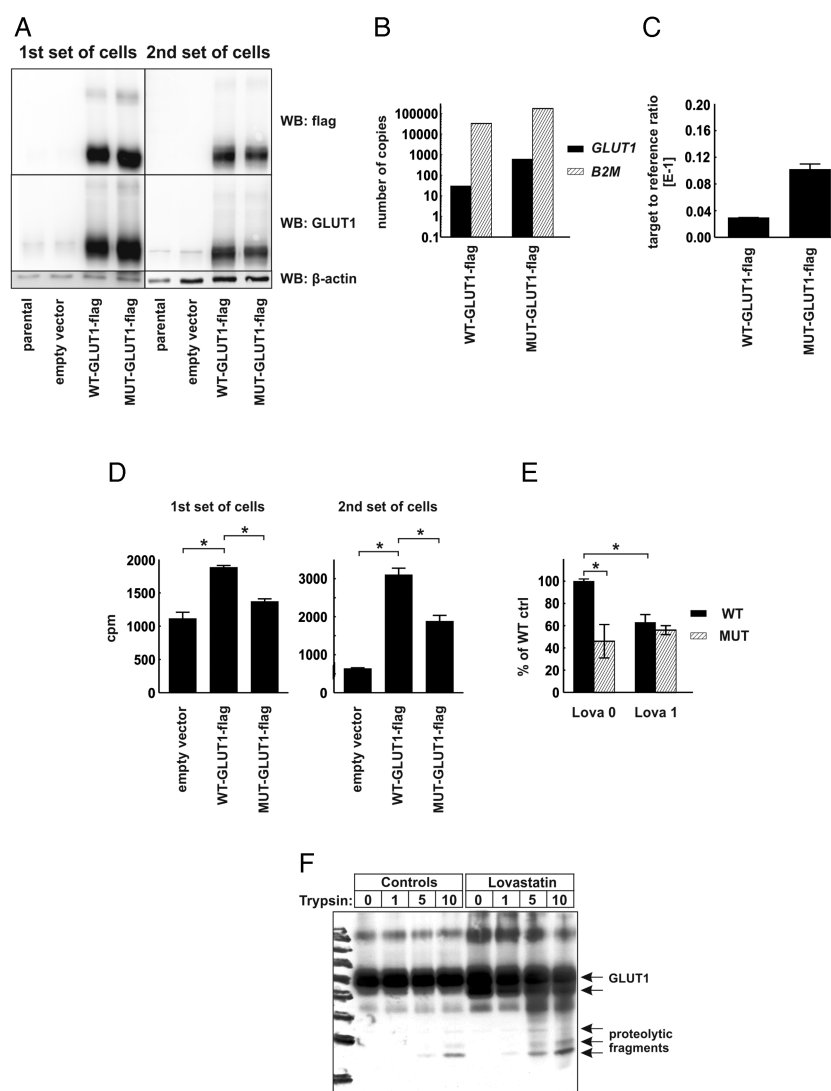 A
1st set of cells
2nd set of cells
WB: flag
WB: GLUT1
WB: β-actin
parental
empty vector
WT-GLUT1-flag
MUT-GLUT1-flag
parental
empty vector
WT-GLUT1-flag
MUT-GLUT1-flag
B
number of copies
100000
10000
1000
100
10
1
0.1
GLUT1
B2M
WT-GLUT1-flag
MUT-GLUT1-flag
C
target to reference ratio
[E-1]
0.20
0.16
0.12
0.08
0.04
0.00
WT-GLUT1-flag
MUT-GLUT1-flag
D
1st set of cells
cpm
2000
1500
1000
500
0
*
*
empty vector
WT-GLUT1-flag
MUT-GLUT1-flag
2nd set of cells
3000
2000
1000
0
*
*
empty vector
WT-GLUT1-flag
MUT-GLUT1-flag
E
% of WT ctrl
100
80
60
40
20
0
*
*
WT
MUT
Lova 0
Lova 1
F
Controls
Lovastatin
Trypsin: 0 1 5 10 0 1 5 10
GLUT1
proteolytic
fragments